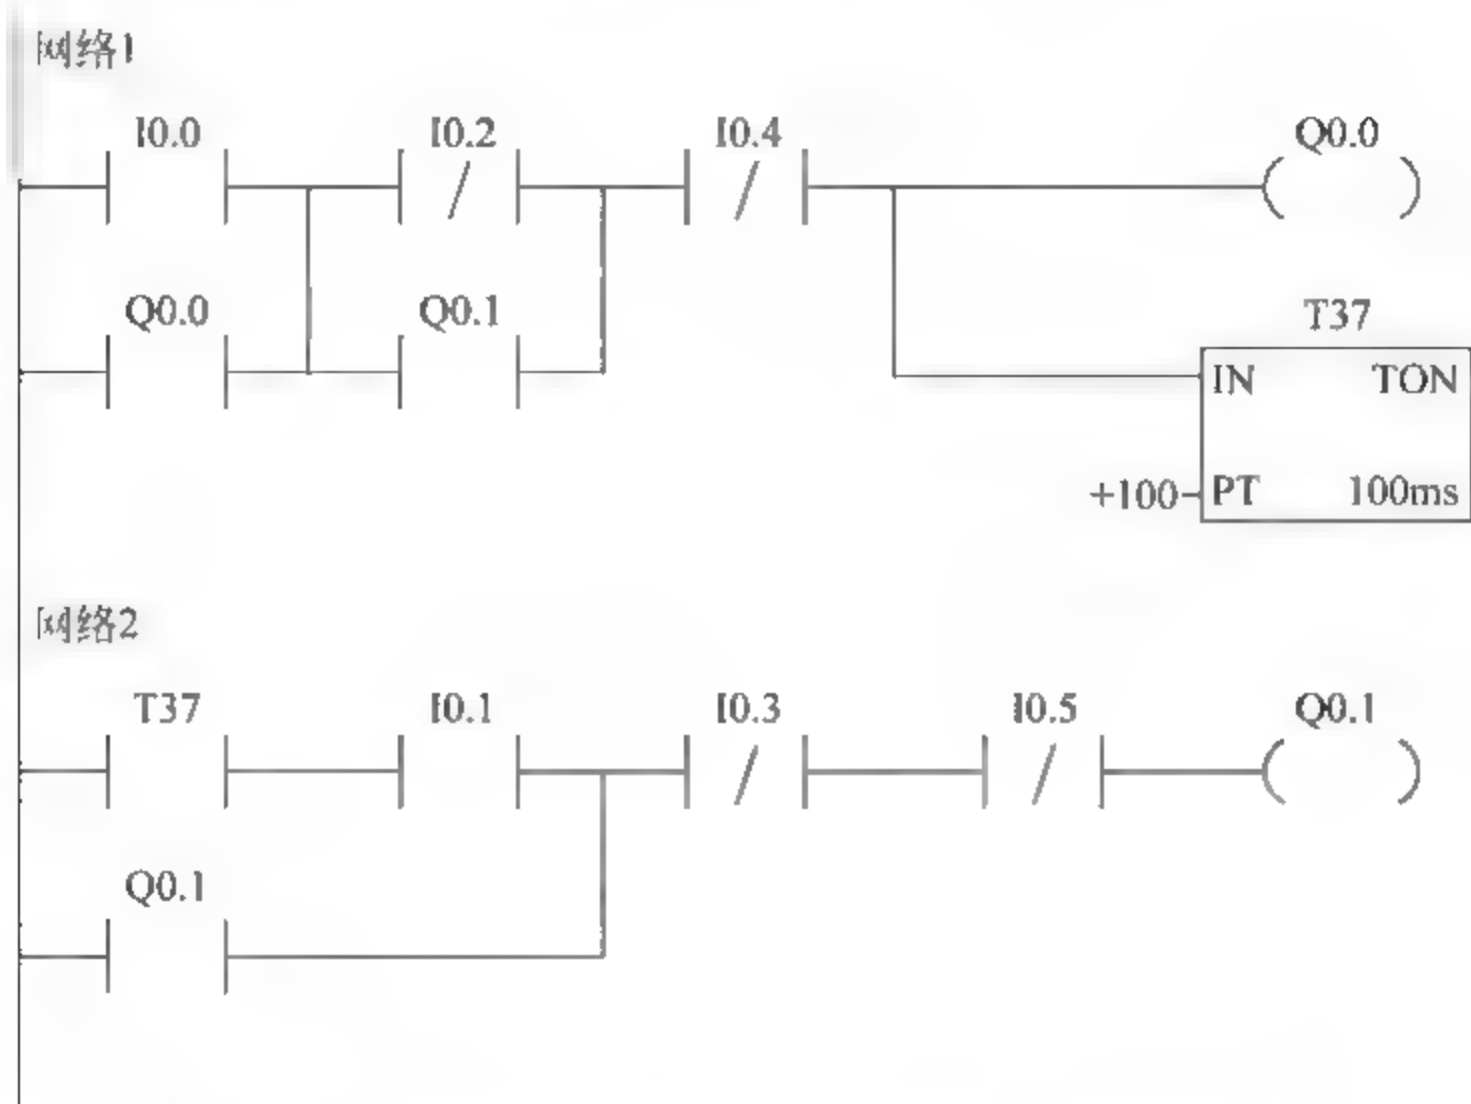 网络1
I0.0 I0.2 I0.4 Q0.0
Q0.0 Q0.1 T37
IN TON
+100 PT 100ms
网络2
T37 I0.1 I0.3 I0.5 Q0.1
Q0.1